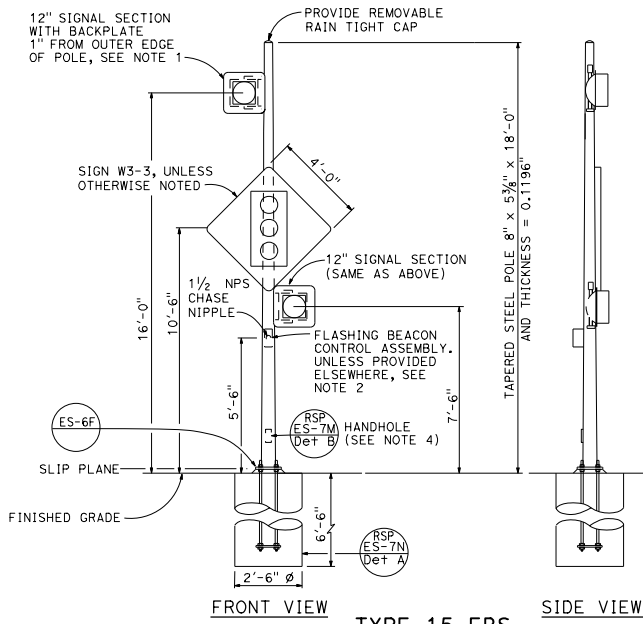 12" SIGNAL SECTION
WITH BACKPLATE
1" FROM OUTER EDGE
OF POLE, SEE NOTE 1
PROVIDE REMOVABLE
RAIN TIGHT CAP
SIGN W3-3, UNLESS
OTHERWISE NOTED
4'-0"
12" SIGNAL SECTION
(SAME AS ABOVE)
1½ NPS
CHASE
NIPPLE
FLASHING BEACON
CONTROL ASSEMBLY.
UNLESS PROVIDED
ELSEWHERE, SEE
NOTE 2
16'-0"
10'-6"
5'-6"
7'-6"
TAPERED STEEL POLE 8" x 5⅜" x 18'-0"
AND THICKNESS = 0.1196"
ES-6F
RSP
ES-7M
Det B
HANDHOLE
(SEE NOTE 4)
SLIP PLANE
FINISHED GRADE
6'-6"
RSP
ES-7N
Det A
2'-6" ø
FRONT VIEW
SIDE VIEW
TYPE 15-FBS